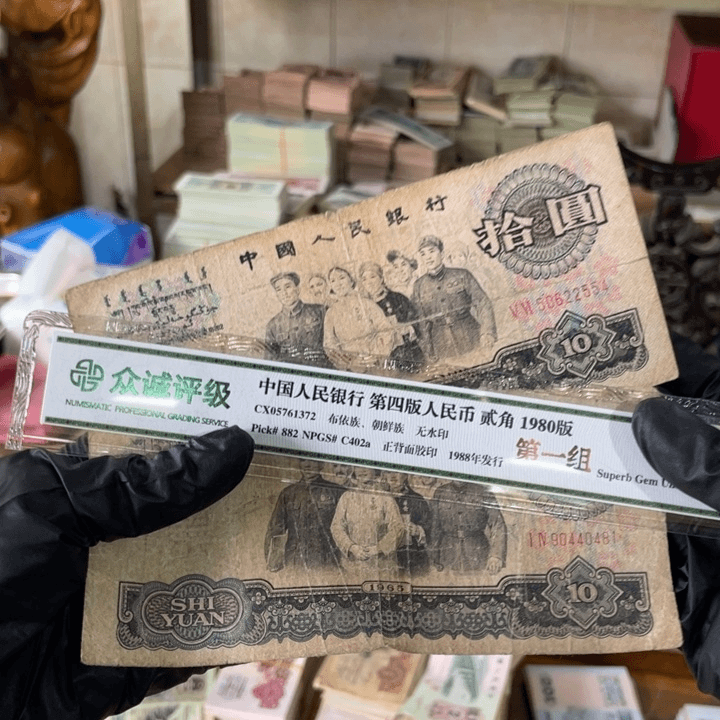 中國人民銀行
拾圓
VII 50622554
10
众诚评级
NUMISMATIC PROFESSIONAL GRADING SERVICE
中国人民银行 第四版人民币 贰角 1980版
CX05761372 布依族、朝鲜族 无水印
Pick# 882 NPGS# C402a 正背面胶印 1988年发行
第一组
Superb Gem
I N 90440481
1965
SHI YUAN
10